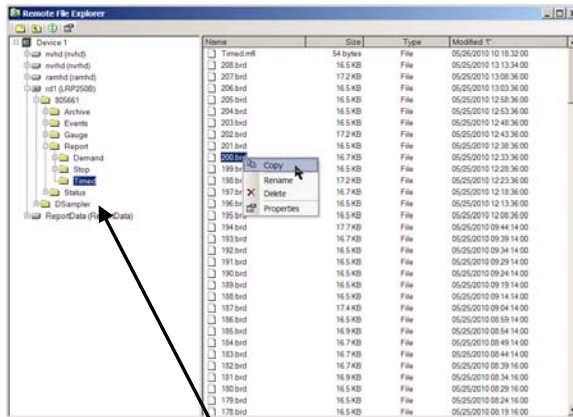 Remote File Explorer
Device 1
nvhd (nvhd)
nvrhd (nvrhd)
ramhd (ramhd)
rd1 (LRP250B)
805661
Archive
Events
Gauge
Report
Demand
Stop
Timed
Status
DSampler
ReportData (ReportData)
Name Size Type Modified
Timed.mfi 54 bytes File 05/26/2010 10:18:32:00
208.brd 16.5 KB File 05/25/2010 13:13:34:00
207.brd 17.2 KB File 05/25/2010 13:08:36:00
206.brd 16.5 KB File 05/25/2010 13:03:36:00
205.brd 16.5 KB File 05/25/2010 12:58:36:00
204.brd 16.5 KB File 05/25/2010 12:53:36:00
203.brd 16.5 KB File 05/25/2010 12:48:36:00
202.brd 17.2 KB File 05/25/2010 12:43:36:00
201.brd 16.5 KB File 05/25/2010 12:38:36:00
200.brd 16.7 KB File 05/25/2010 12:33:36:00
199.br 16.5 KB File 05/25/2010 12:28:36:00
198.br 17.2 KB File 05/25/2010 12:23:36:00
197.br 16.7 KB File 05/25/2010 12:18:36:00
196.br 16.5 KB File 05/25/2010 12:13:36:00
195.brd 16.5 KB File 05/25/2010 12:08:36:00
Copy
Rename
Delete
Properties
194.brd 17.7 KB File 05/25/2010 09:44:14:00
193.brd 16.7 KB File 05/25/2010 09:39:14:00
192.brd 16.5 KB File 05/25/2010 09:34:14:00
191.brd 16.5 KB File 05/25/2010 09:29:14:00
190.brd 16.5 KB File 05/25/2010 09:24:14:00
189.brd 16.5 KB File 05/25/2010 09:19:14:00
188.brd 16.5 KB File 05/25/2010 09:14:14:00
187.brd 17.4 KB File 05/25/2010 09:04:14:00
186.brd 16.5 KB File 05/25/2010 08:59:14:00
185.brd 16.9 KB File 05/25/2010 08:54:14:00
184.brd 16.7 KB File 05/25/2010 08:49:14:00
183.brd 16.7 KB File 05/25/2010 08:44:14:00
182.brd 16.7 KB File 05/25/2010 08:39:16:00
181.brd 16.9 KB File 05/25/2010 08:34:16:00
180.brd 16.5 KB File 05/25/2010 08:29:16:00
179.brd 16.5 KB File 05/25/2010 08:24:16:00
178.brd 16.5 KB File 05/25/2010 08:19:16:00